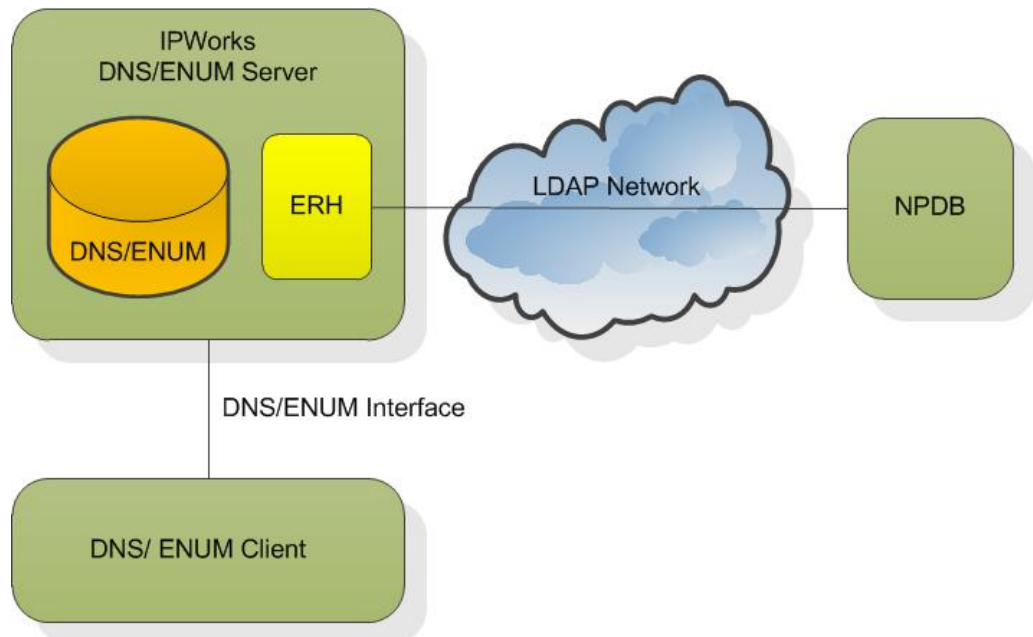 IPWorks
DNS/ENUM Server
DNS/ENUM
ERH
LDAP Network
NPDB
DNS/ENUM Interface
DNS/ ENUM Client